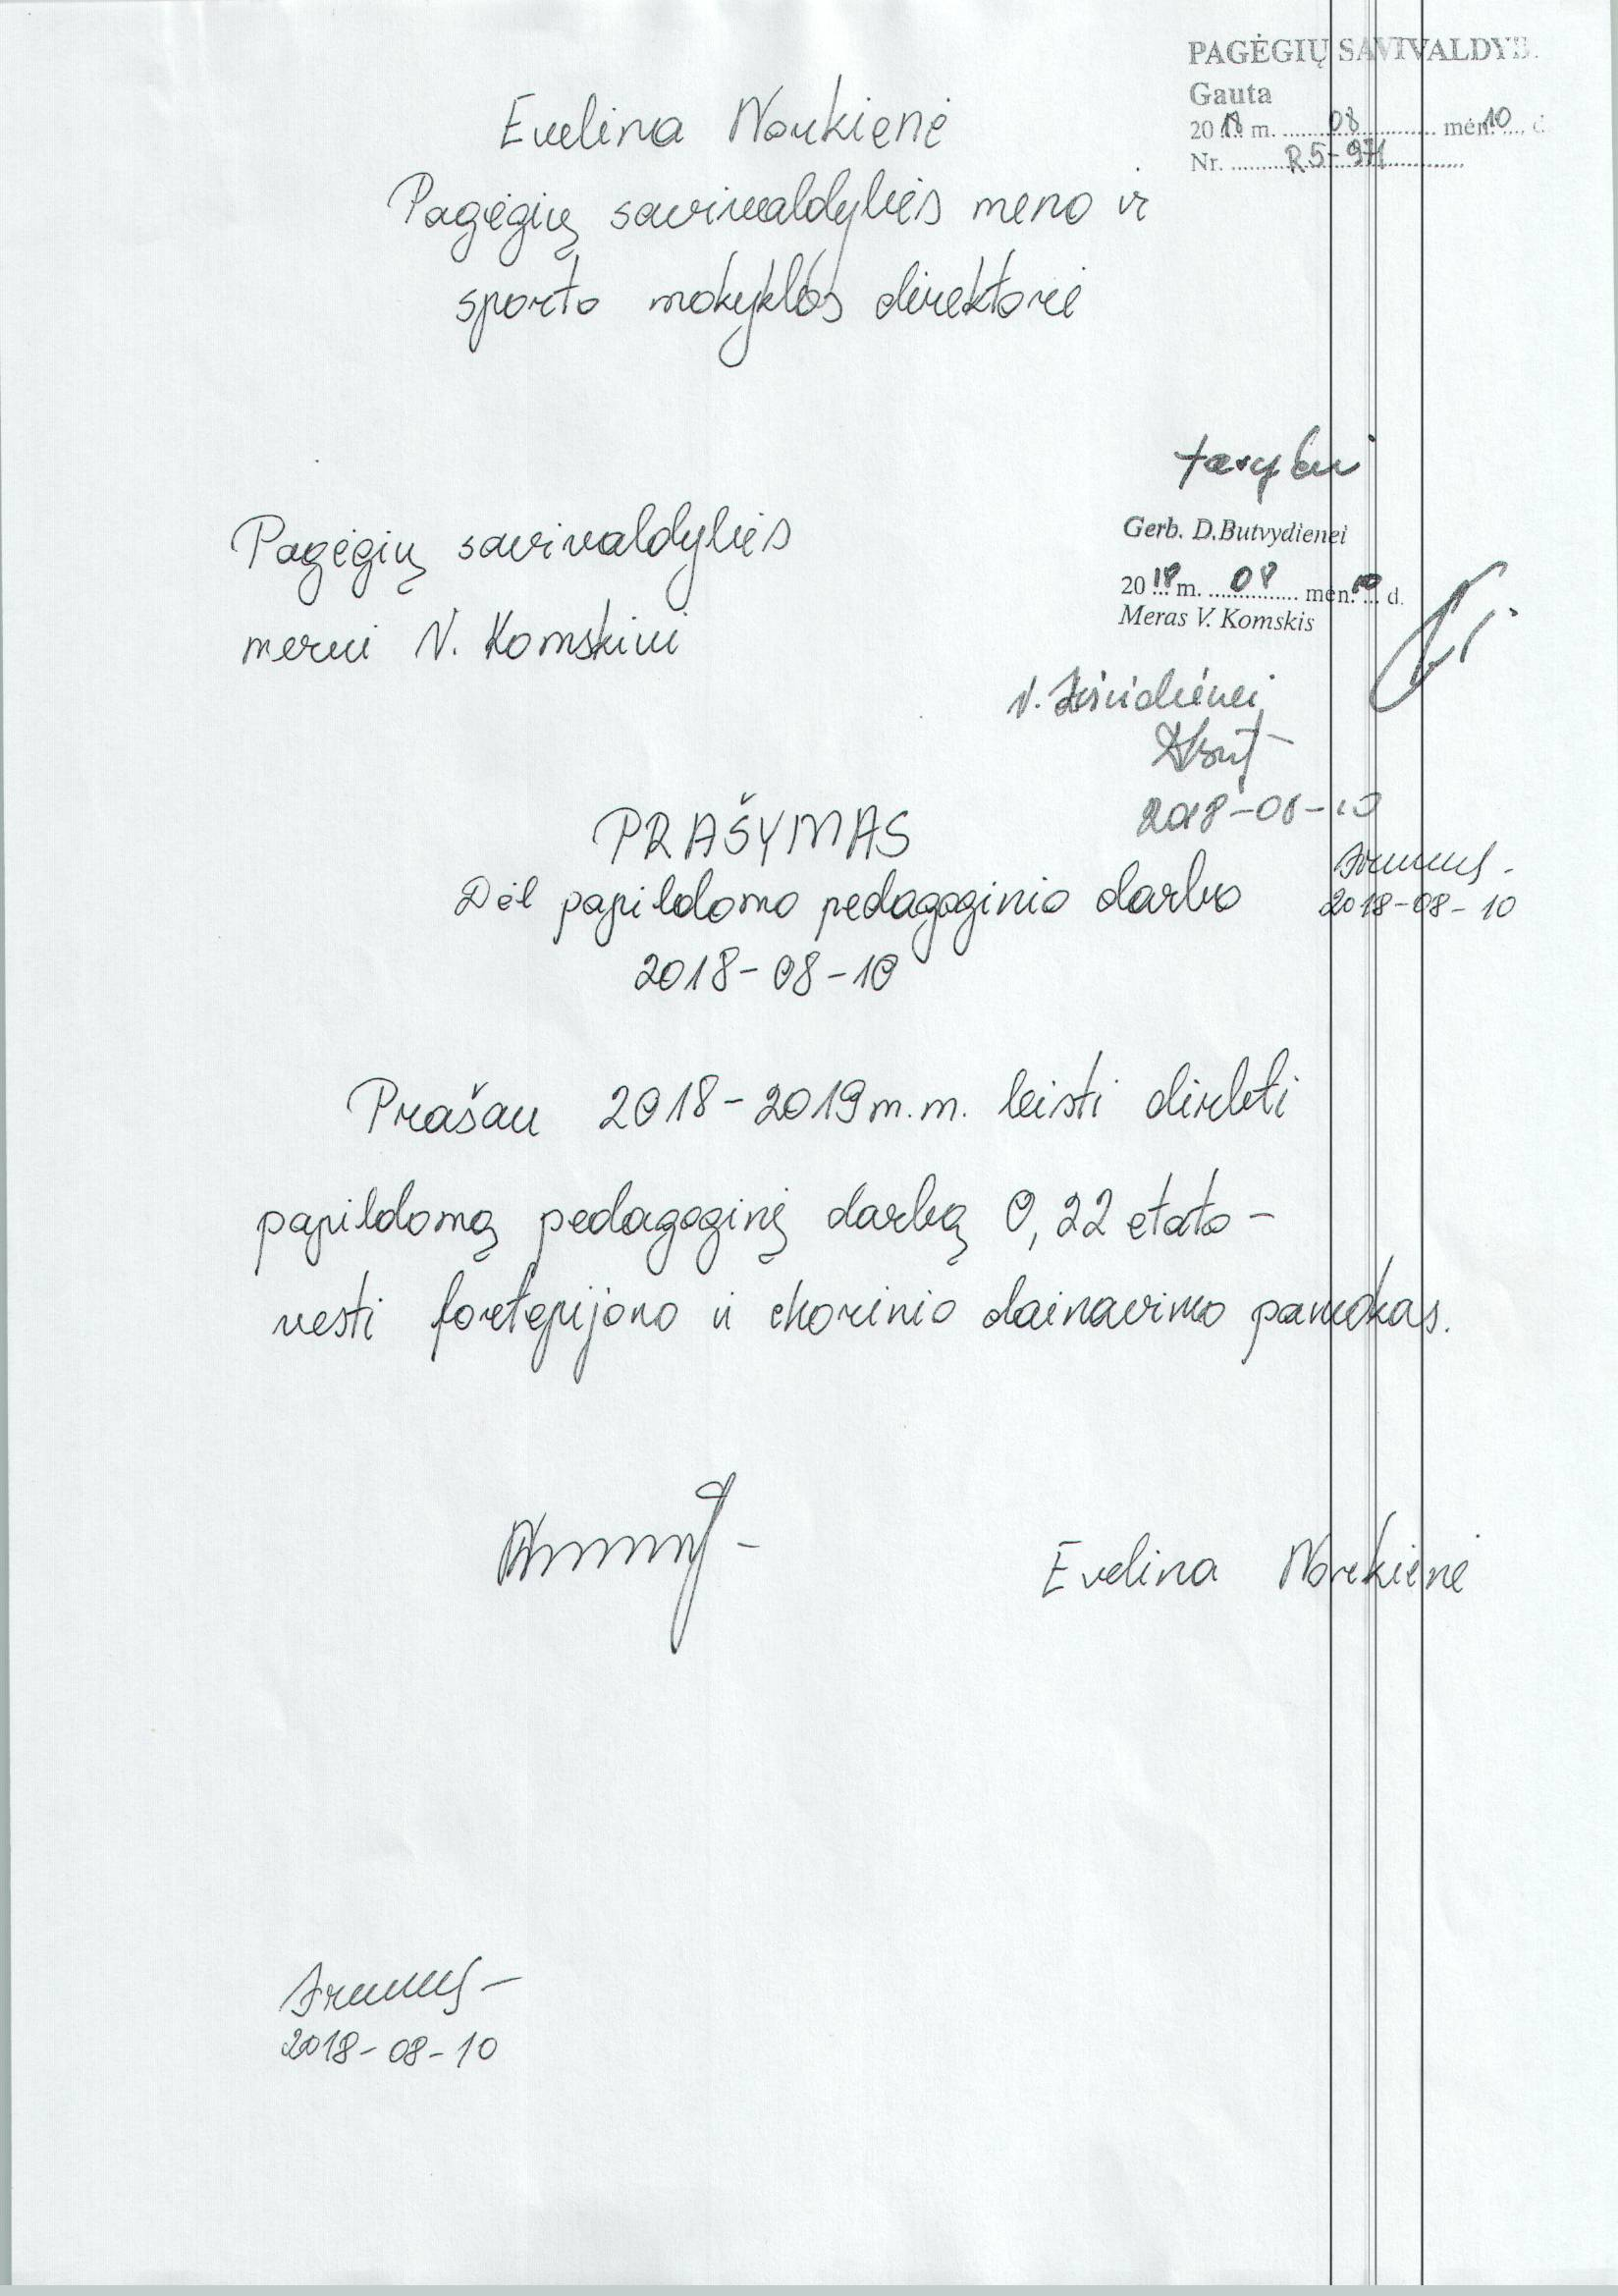 PAGĖGIŲ SAVIVALDYB
Gauta
2018 m. ........08........ mėn. 10 d.
Nr. ........R5-971........
Evelina Norkienė
Pagėgių savivaldybės meno ir
sporto mokyklos direktorė
tarybai
Gerb. D.Butvydienei
2018 m. ....08.... mėn. 10 d.
Meras V. Komskis
Pagėgių savivaldybės
merui V. Komskiui
2018-08-10
PRAŠYMAS
Dėl papildomo pedagoginio darbo
2018-08-10
2018-08-10
Prašau 2018-2019 m.m. leisti dirbti
papildomą pedagoginį darbą 0,22 etato -
vesti fortepijono ir chorinio dainavimo pamokas.
Evelina Norkienė
2018-08-10